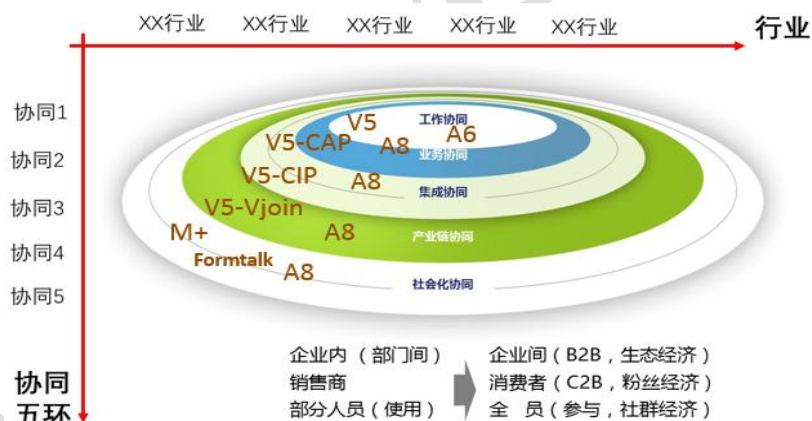 XX行业 XX行业 XX行业 XX行业 XX行业 行业
协同1
协同2
协同3
协同4
协同5
V5 工作协同 A6
V5-CAP A8 业务协同
V5-CIP A8 集成协同
V5-Vjoin A8 产业链协同
M+
Formtalk A8 社会化协同
企业内（部门间） 企业间（B2B，生态经济）
销售商 消费者（C2B，粉丝经济）
部分人员（使用） 全 员（参与，社群经济）
协同
五环